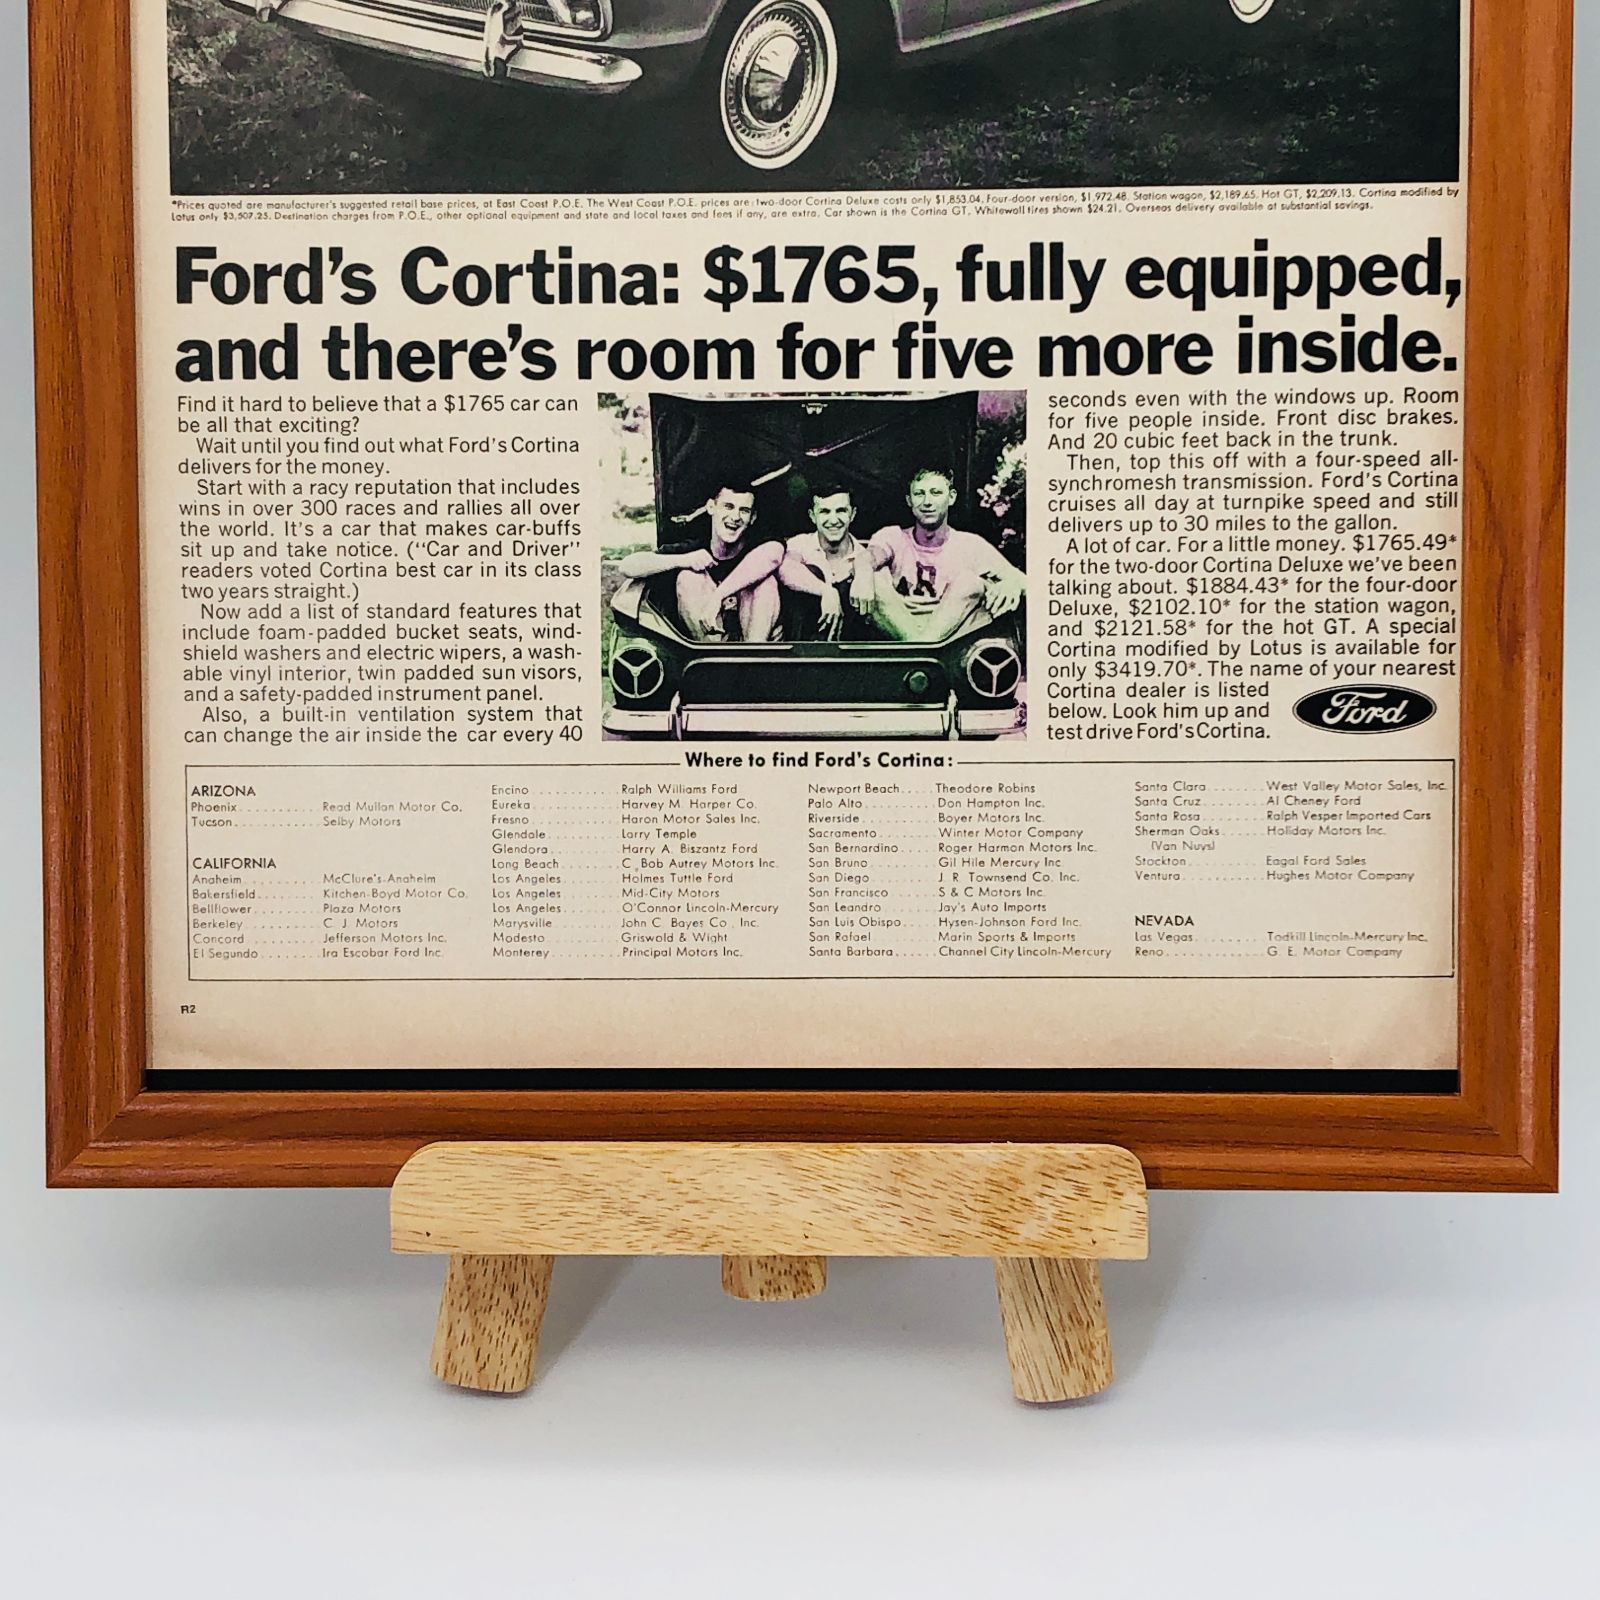 *Prices quoted are manufacturer's suggested retail base prices, at East Coast P.O.E. The West Coast P.O.E. prices are: two-door Cortina Deluxe costs only $1,853.04. Four-door version, $1,972.48. Station wagon, $2,189.65. Hot GT, $2,209.13. Cortina modified by
Lotus only $3,507.25. Destination charges from P.O.E., other optional equipment and state and local taxes and fees if any, are extra. Car shown is the Cortina GT. Whitewall tires shown $24.21. Overseas delivery available at substantial savings.
Ford's Cortina: $1765, fully equipped,
and there's room for five more inside.
Find it hard to believe that a $1765 car can
be all that exciting?
Wait until you find out what Ford's Cortina
delivers for the money.
Start with a racy reputation that includes
wins in over 300 races and rallies all over
the world. It's a car that makes car-buffs
sit up and take notice. ("Car and Driver"
readers voted Cortina best car in its class
two years straight.)
Now add a list of standard features that
include foam-padded bucket seats, wind-
shield washers and electric wipers, a wash-
able vinyl interior, twin padded sun visors,
and a safety-padded instrument panel.
Also, a built-in ventilation system that
can change the air inside the car every 40
seconds even with the windows up. Room
for five people inside. Front disc brakes.
And 20 cubic feet back in the trunk.
Then, top this off with a four-speed all-
synchromesh transmission. Ford's Cortina
cruises all day at turnpike speed and still
delivers up to 30 miles to the gallon.
A lot of car. For a little money. $1765.49*
for the two-door Cortina Deluxe we've been
talking about. $1884.43* for the four-door
Deluxe, $2102.10* for the station wagon,
and $2121.58* for the hot GT. A special
Cortina modified by Lotus is available for
only $3419.70*. The name of your nearest
Cortina dealer is listed
below. Look him up and
test drive Ford's Cortina.
Ford
Where to find Ford's Cortina:
ARIZONA
Phoenix.......... Read Mullan Motor Co.
Tucson.......... Selby Motors
CALIFORNIA
Anaheim.......... McClure's-Anaheim
Bakersfield.......... Kitchen-Boyd Motor Co.
Bellflower.......... Plaza Motors
Berkeley.......... C. J. Motors
Concord.......... Jefferson Motors Inc.
El Segundo.......... Ira Escobar Ford Inc.
Encino.......... Ralph Williams Ford
Eureka.......... Harvey M. Harper Co.
Fresno.......... Haron Motor Sales Inc.
Glendale.......... Larry Temple
Glendora.......... Harry A. Biszantz Ford
Long Beach.......... C. Bob Autrey Motors Inc.
Los Angeles.......... Holmes Tuttle Ford
Los Angeles.......... Mid-City Motors
Los Angeles.......... O'Connor Lincoln-Mercury
Marysville.......... John C. Bayes Co., Inc.
Modesto.......... Griswold & Wight
Monterey.......... Principal Motors Inc.
Newport Beach..... Theodore Robins
Palo Alto.......... Don Hampton Inc.
Riverside.......... Boyer Motors Inc.
Sacramento.......... Winter Motor Company
San Bernardino..... Roger Harmon Motors Inc.
San Bruno.......... Gil Hile Mercury Inc.
San Diego.......... J. R. Townsend Co. Inc.
San Francisco.......... S & C Motors Inc.
San Leandro.......... Jay's Auto Imports
San Luis Obispo..... Hysen-Johnson Ford Inc.
San Rafael.......... Marin Sports & Imports
Santa Barbara..... Channel City Lincoln-Mercury
Santa Clara.......... West Valley Motor Sales, Inc.
Santa Cruz.......... Al Cheney Ford
Santa Rosa.......... Ralph Vesper Imported Cars
Sherman Oaks..... Holiday Motors Inc.
(Van Nuys)
Stockton.......... Eagal Ford Sales
Ventura.......... Hughes Motor Company
NEVADA
Las Vegas.......... Todkill Lincoln-Mercury Inc.
Reno.......... G. E. Motor Company
R2